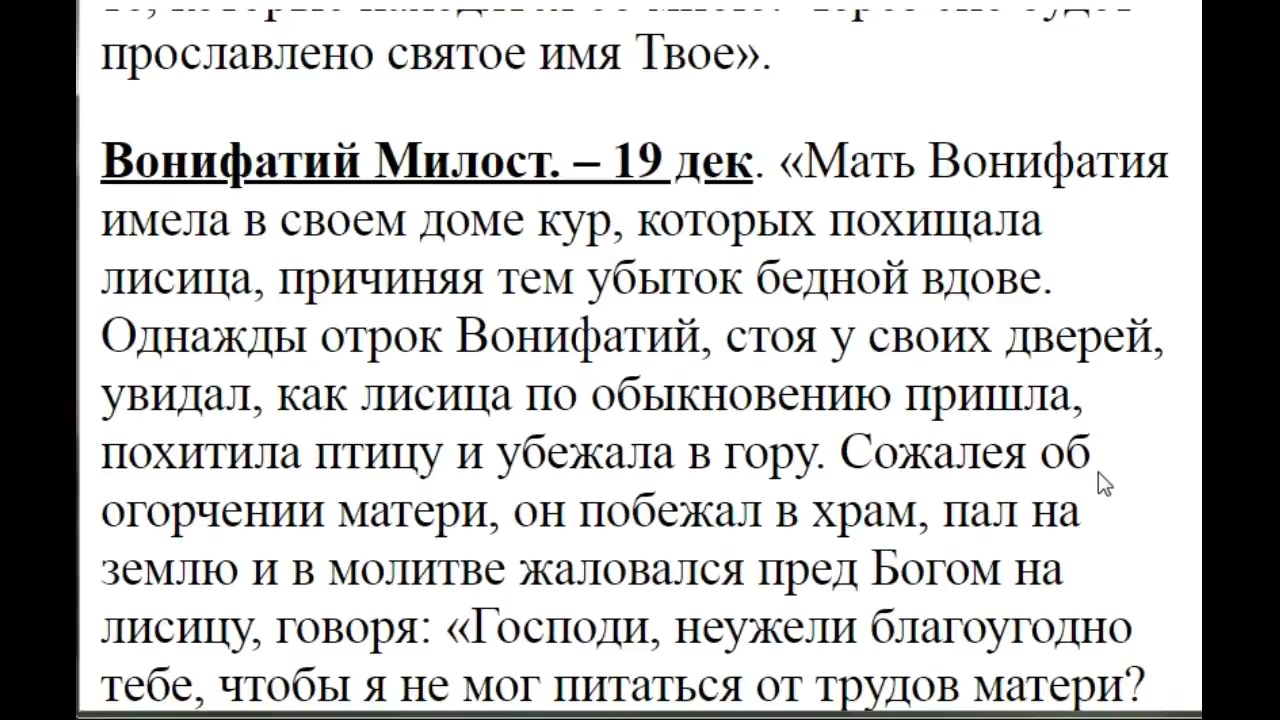 прославлено святое имя Твое».
Вонифатий Милост. – 19 дек. «Мать Вонифатия
имела в своем доме кур, которых похищала
лисица, причиняя тем убыток бедной вдове.
Однажды отрок Вонифатий, стоя у своих дверей,
увидал, как лисица по обыкновению пришла,
похитила птицу и убежала в гору. Сожалея об
огорчении матери, он побежал в храм, пал на
землю и в молитве жаловался пред Богом на
лисицу, говоря: «Господи, неужели благоугодно
тебе, чтобы я не мог питаться от трудов матери?